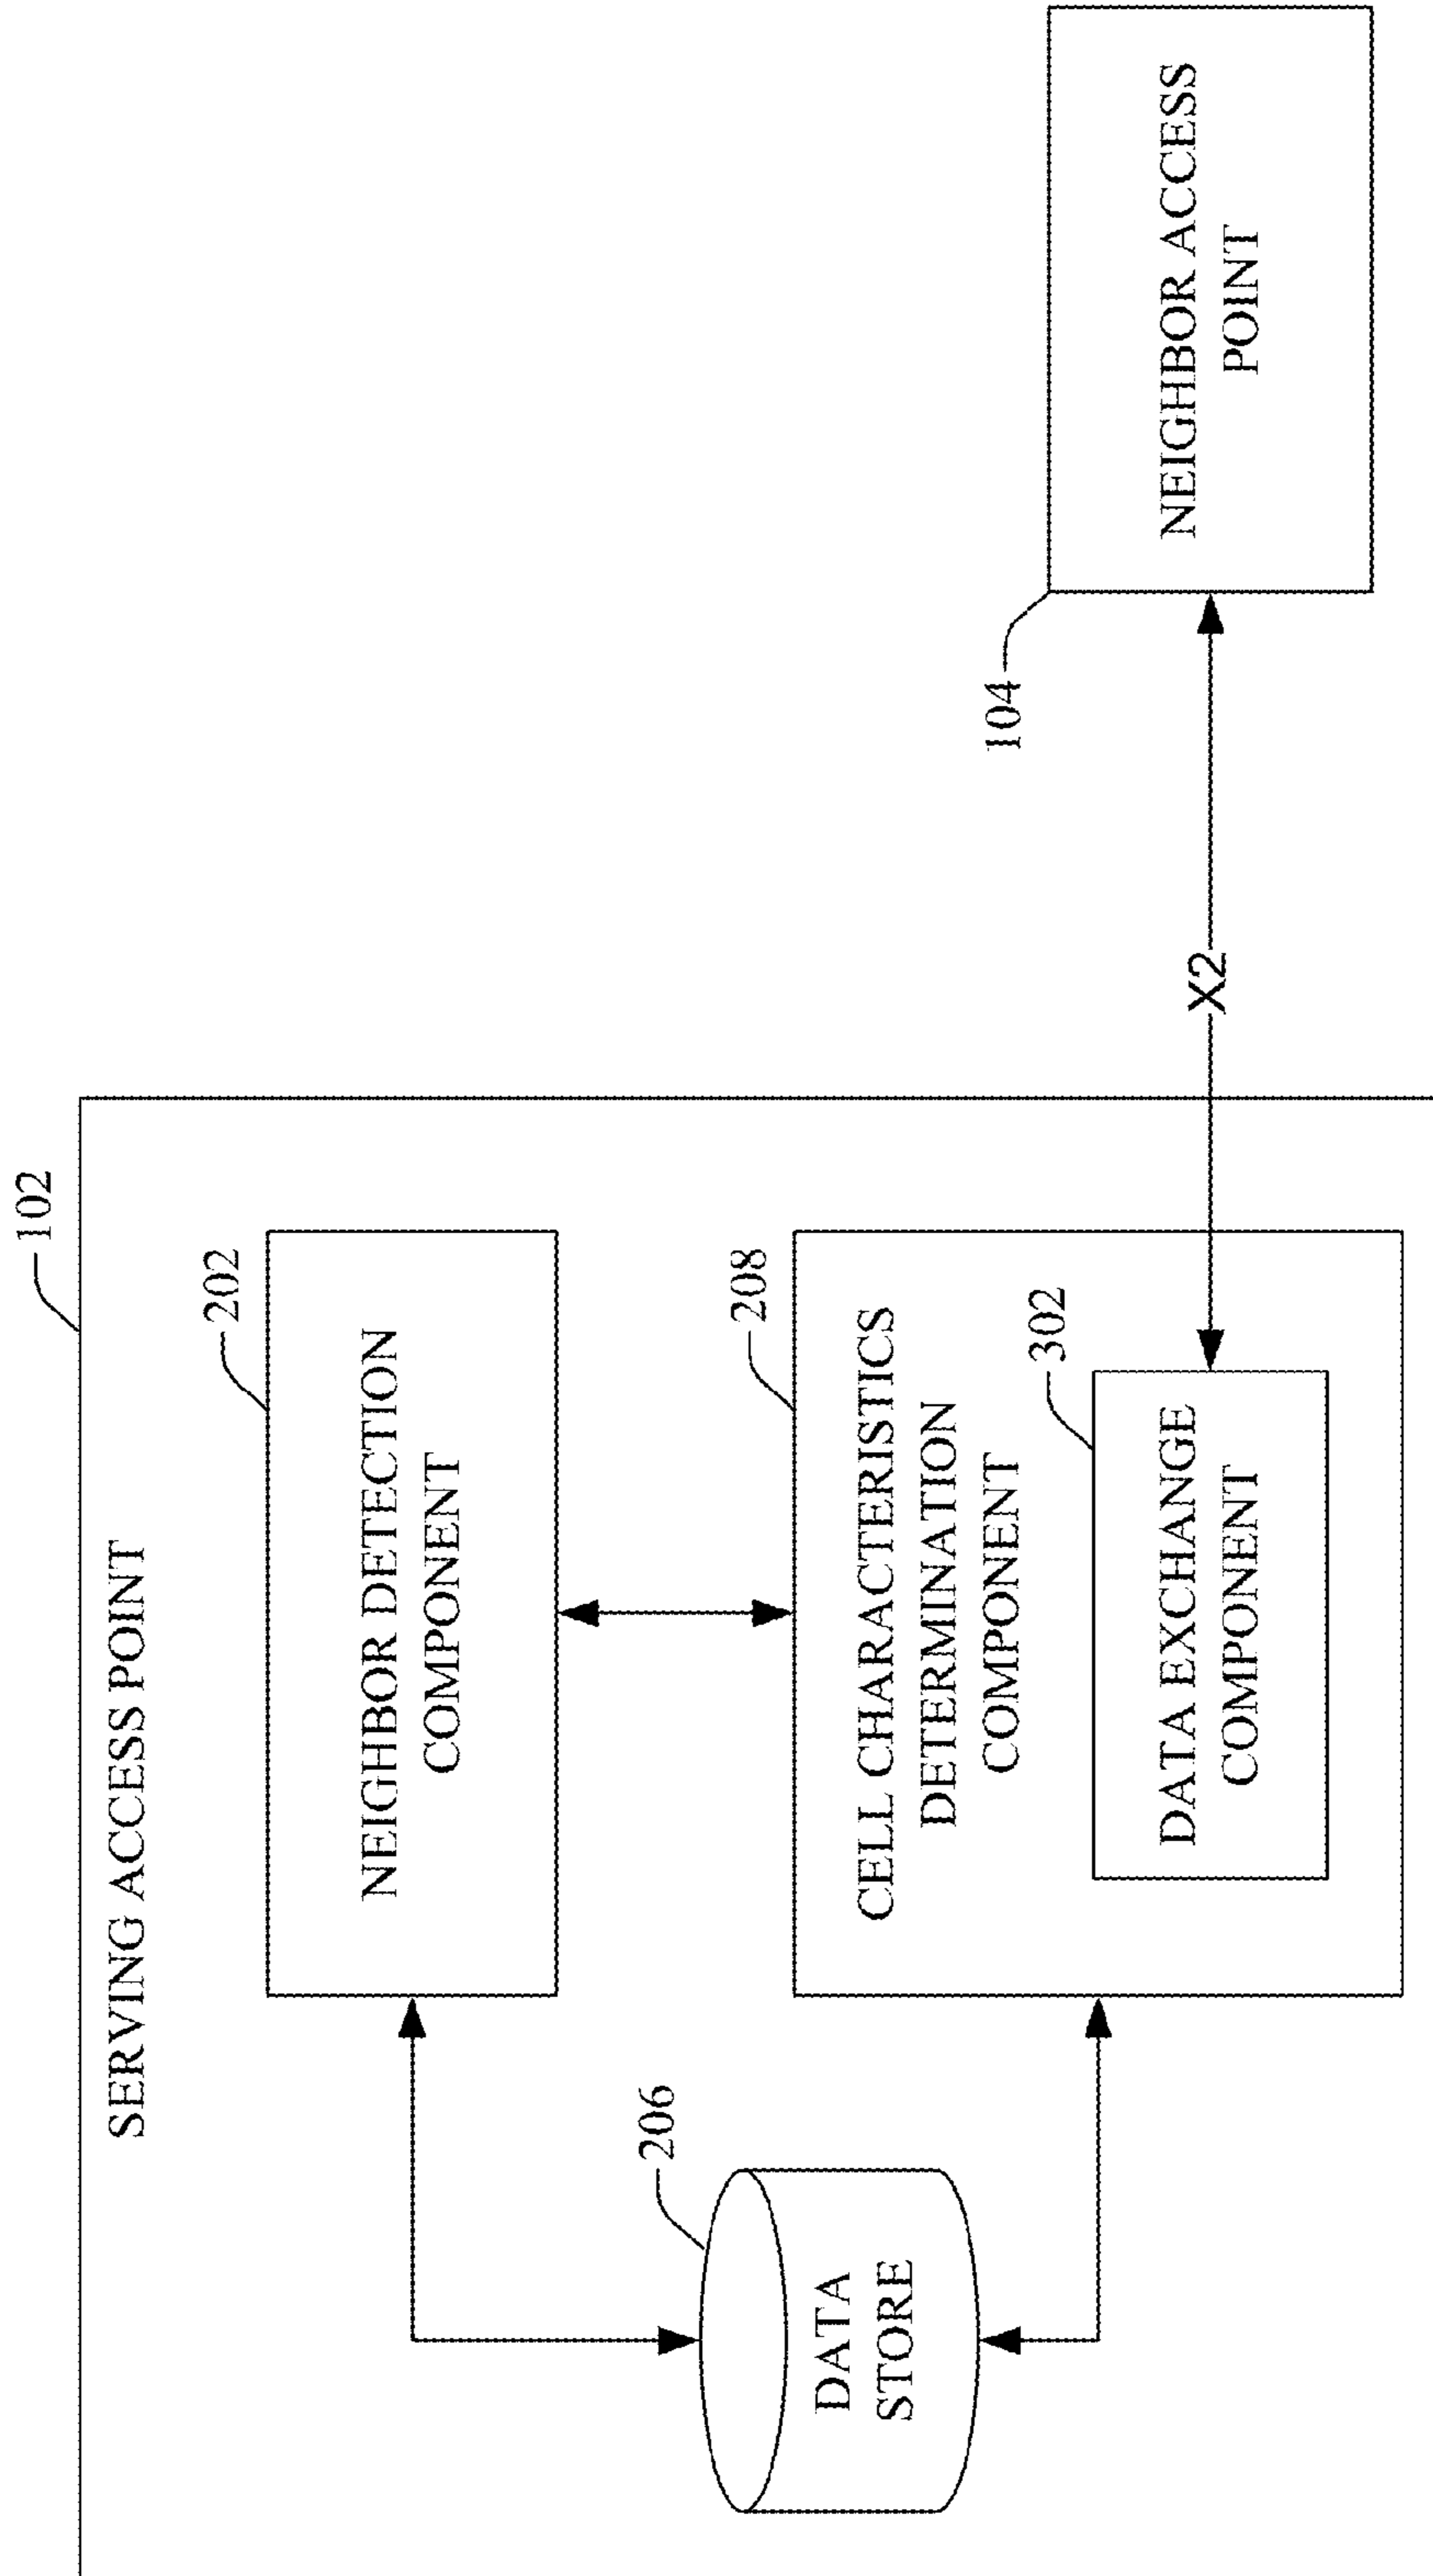 102
SERVING ACCESS POINT
202
NEIGHBOR DETECTION
COMPONENT
206
DATA
STORE
208
CELL CHARACTERISTICS
DETERMINATION
COMPONENT
302
DATA EXCHANGE
COMPONENT
X2
104
NEIGHBOR ACCESS
POINT